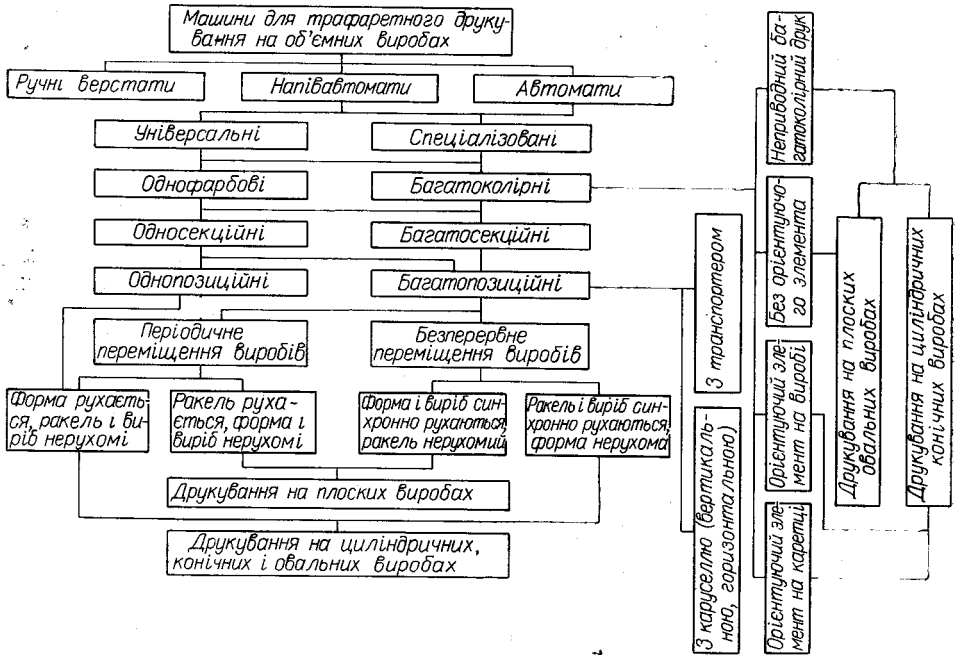 Машини для трафаретного друку-
вання на об'ємних виробах
Ручні верстати
Напівавтомати
Автомати
Універсальні
Спеціалізовані
Однофарбові
Багатоколірні
Односекційні
Багатосекційні
Однопозиційні
Багатопозиційні
Періодичне
переміщення виробів
Безперервне
переміщення виробів
Форма рухаєть-
ся, ракель і ви-
ріб нерухомі
Ракель руха-
ється, форма і
виріб нерухомі
Форма і виріб син-
хронно рухаються,
ракель нерухомий
Ракель і виріб син-
хронно рухаються,
форма нерухома
Друкування на плоских виробах
Друкування на циліндричних,
конічних і овальних виробах
З транспортером
З каруселлю (вертикаль-
ною, горизонтальною)
Неприводний ба-
гатоколірний друк
Без орієнтуючо-
го элемента
Орієнтуючий эле-
мент на виробі
Орієнтуючий эле-
мент на каретці
Друкування на плоских
овальних виробах
Друкування на циліндричних
конічних виробах